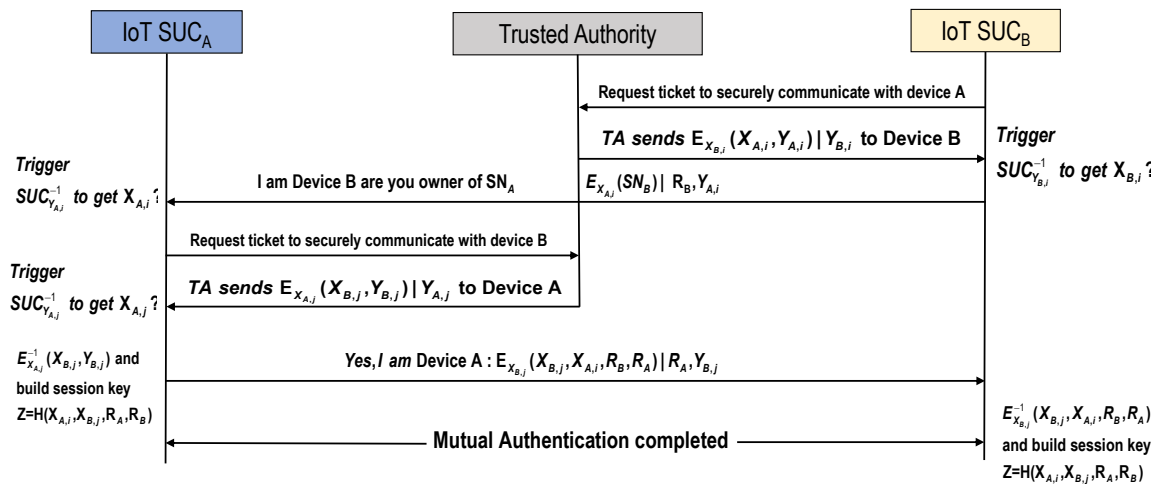 IoT SUC_A
Trusted Authority
IoT SUC_B
Request ticket to securely communicate with device A
TA sends E_{X_{B,i}}(X_{A,i},Y_{A,i})|Y_{B,i} to Device B
Trigger
SUC^{-1}_{Y_{B,i}} to get X_{B,i}?
Trigger
SUC^{-1}_{Y_{A,i}} to get X_{A,i}?
I am Device B are you owner of SN_A
E_{X_{A,i}}(SN_B)| R_B,Y_{A,i}
Request ticket to securely communicate with device B
Trigger
SUC^{-1}_{Y_{A,j}} to get X_{A,j}?
TA sends E_{X_{A,j}}(X_{B,j},Y_{B,j})|Y_{A,j} to Device A
E^{-1}_{X_{A,j}}(X_{B,j},Y_{B,j}) and
build session key
Z=H(X_{A,i},X_{B,j},R_A,R_B)
Yes,I am Device A : E_{X_{B,j}}(X_{B,j},X_{A,i},R_B,R_A)|R_A,Y_{B,j}
Mutual Authentication completed
E^{-1}_{X_{B,j}}(X_{B,j},X_{A,i},R_B,R_A)
and build session key
Z=H(X_{A,i},X_{B,j},R_A,R_B)